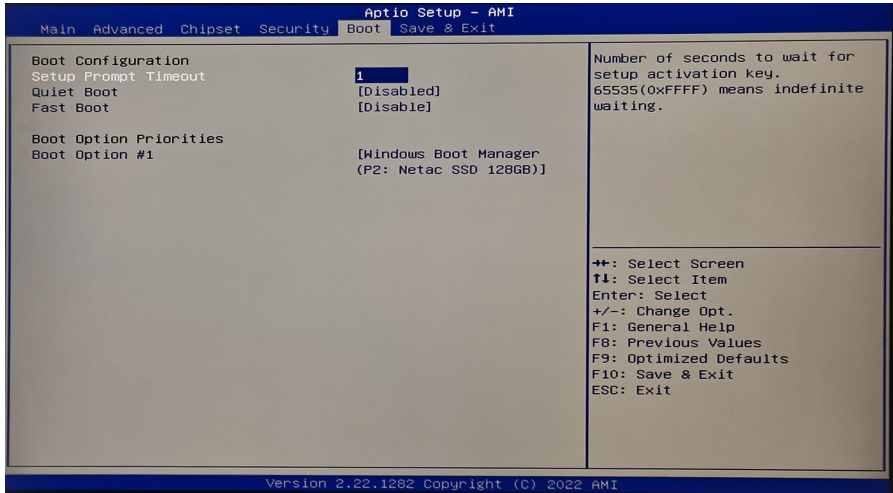 Aptio Setup - AMI
Main Advanced Chipset Security Boot Save & Exit
Boot Configuration
Setup Prompt Timeout 1
Quiet Boot [Disabled]
Fast Boot [Disable]
Boot Option Priorities
Boot Option #1 [Windows Boot Manager
(P2: Netac SSD 128GB)]
Number of seconds to wait for
setup activation key.
65535(0xFFFF) means indefinite
waiting.
→←: Select Screen
↑↓: Select Item
Enter: Select
+/-: Change Opt.
F1: General Help
F8: Previous Values
F9: Optimized Defaults
F10: Save & Exit
ESC: Exit
Version 2.22.1282 Copyright (C) 2022 AMI